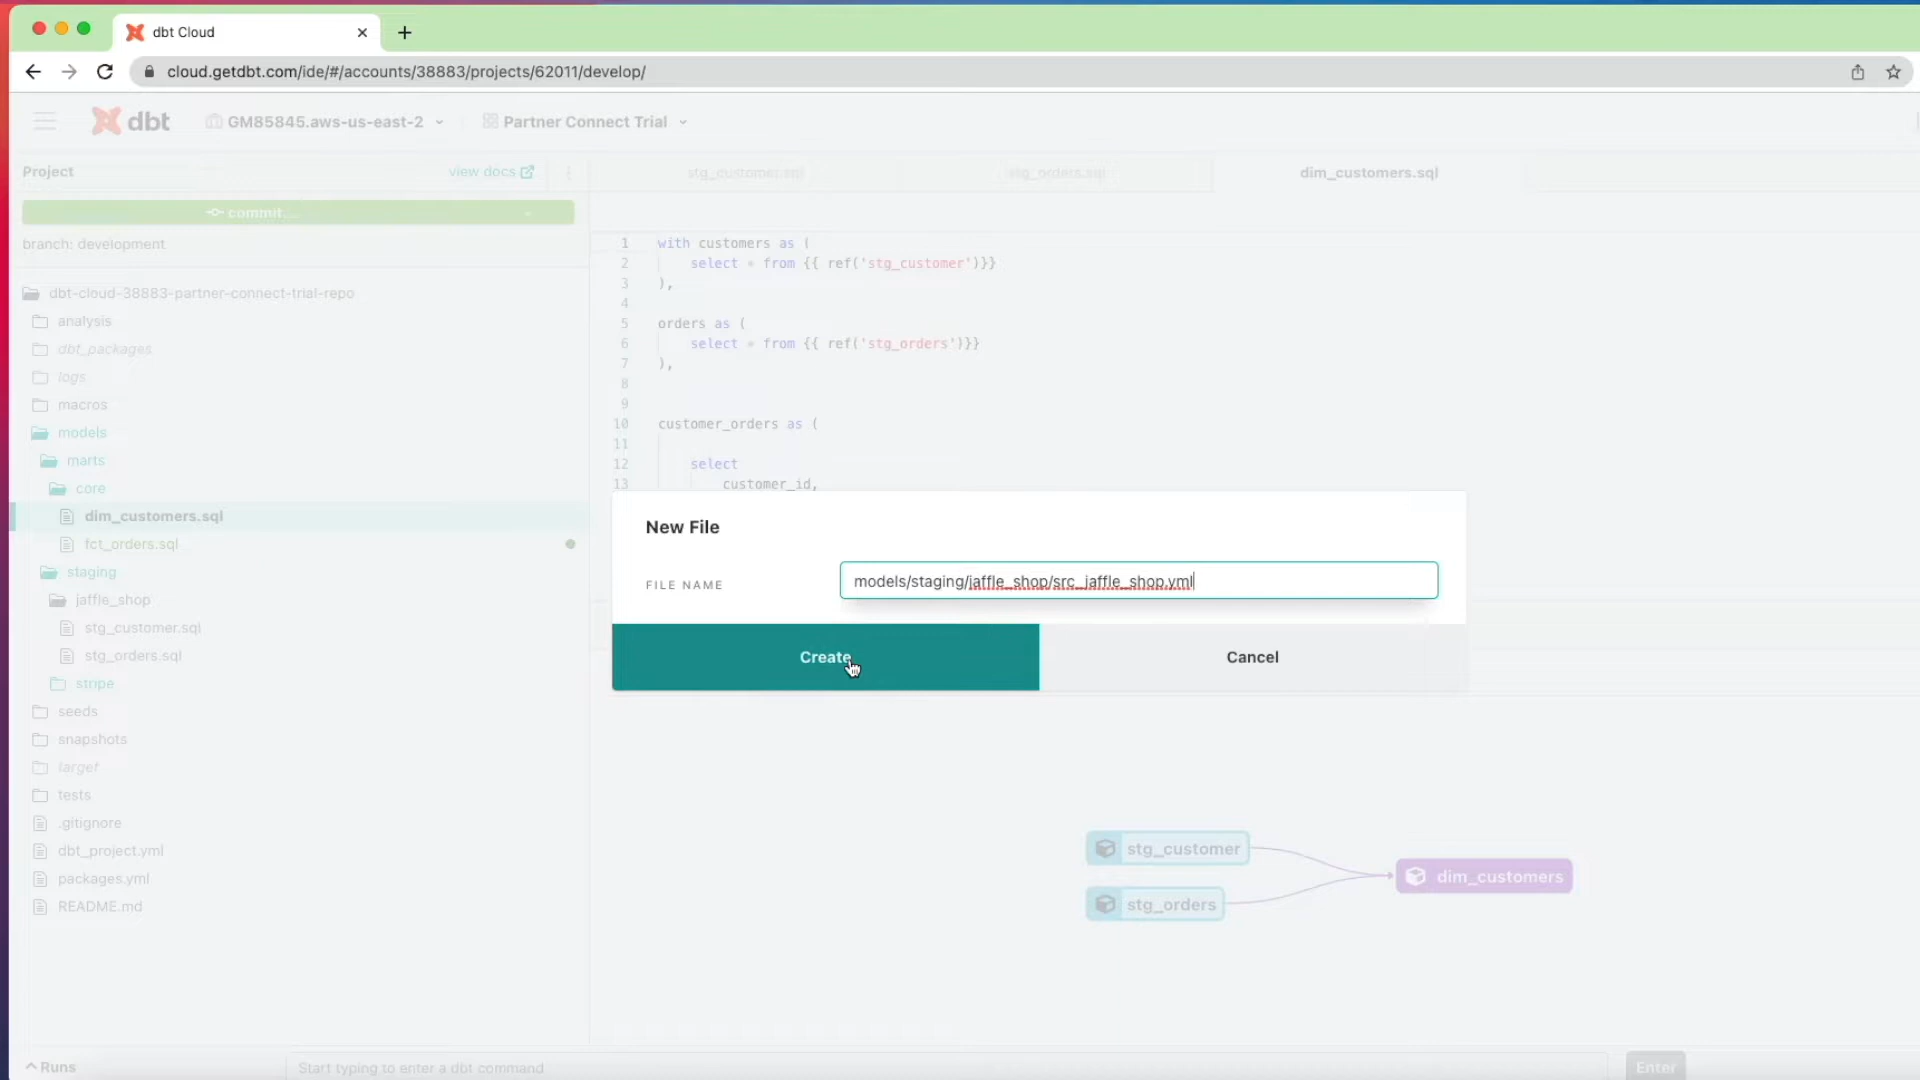 dbt Cloud
cloud.getdbt.com/ide/#/accounts/38883/projects/62011/develop/
dbt GM85845.aws-us-east-2 Partner Connect Trial
Project view docs
stg_customer.sql stg_orders.sql dim_customers.sql
commit...
branch: development
dbt-cloud-38883-partner-connect-trial-repo
analysis
dbt_packages
logs
macros
models
marts
core
dim_customers.sql
fct_orders.sql
staging
jaffle_shop
stg_customer.sql
stg_orders.sql
stripe
seeds
snapshots
target
tests
.gitignore
dbt_project.yml
packages.yml
README.md
1 with customers as (
2 select * from {{ ref('stg_customer')}}
3 ),
4
5 orders as (
6 select * from {{ ref('stg_orders')}}
7 ),
8
9
10 customer_orders as (
11
12 select
13 customer_id,
New File
FILE NAME models/staging/jaffle_shop/src_jaffle_shop.yml
Create Cancel
stg_customer
dim_customers
stg_orders
Runs Start typing to enter a dbt command Enter